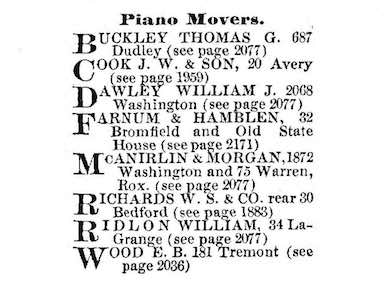 Piano Movers.
BUCKLEY THOMAS G. 687
Dudley (see page 2077)
COOK J. W. & SON, 20 Avery
(see page 1959)
DAWLEY WILLIAM J. 2068
Washington (see page 2077)
FARNUM & HAMBLEN, 32
Bromfield and Old State
House (see page 2171)
MCANIRLIN & MORGAN, 1872
Washington and 75 Warren,
Rox. (see page 2077)
RICHARDS W. S. & CO. rear 30
Bedford (see page 1883)
RIDLON WILLIAM, 34 La-
Grange (see page 2077)
WOOD E. B. 181 Tremont (see
page 2036)